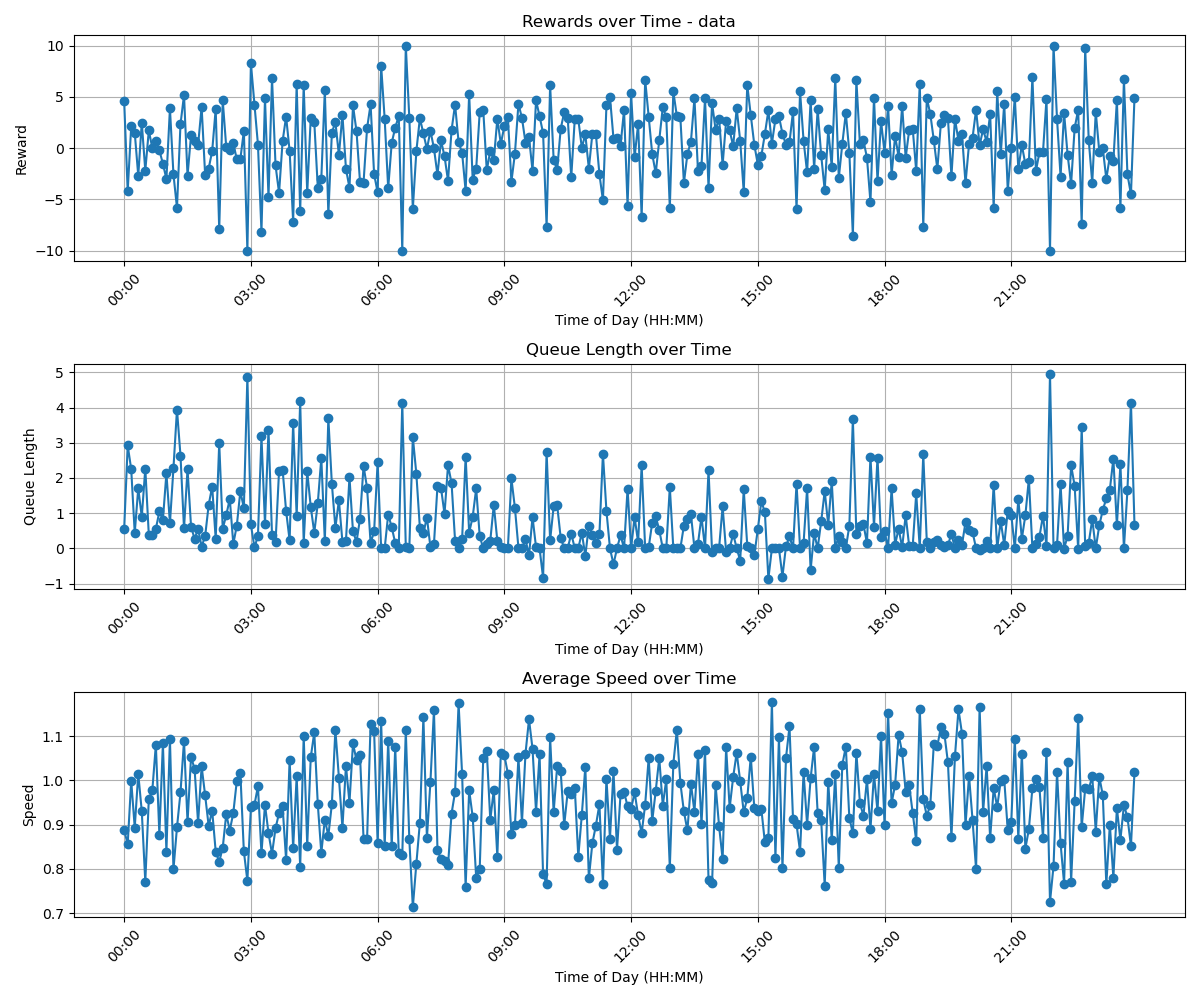 Rewards over Time - data
Reward
10
5
0
−5
−10
00:00 03:00 06:00 09:00 12:00 15:00 18:00 21:00
Time of Day (HH:MM)
Queue Length over Time
Queue Length
5
4
3
2
1
0
−1
00:00 03:00 06:00 09:00 12:00 15:00 18:00 21:00
Time of Day (HH:MM)
Average Speed over Time
Speed
1.1
1.0
0.9
0.8
0.7
00:00 03:00 06:00 09:00 12:00 15:00 18:00 21:00
Time of Day (HH:MM)